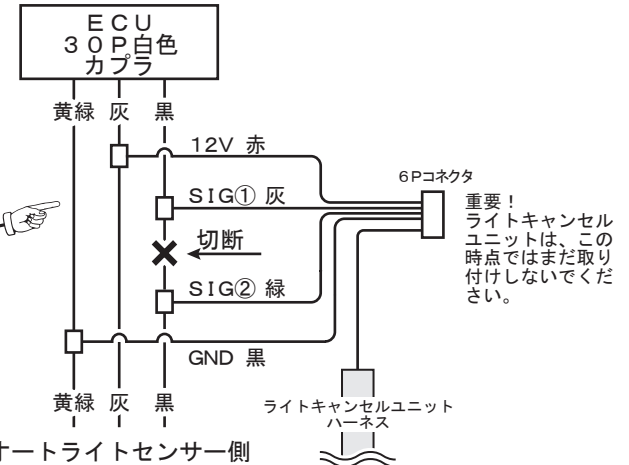 ＥＣＵ
３０Ｐ白色
カプラ
黄緑 灰 黒
12V 赤
SIG① 灰
切断
SIG② 緑
GND 黒
6Pコネクタ
重要！
ライトキャンセル
ユニットは、この
時点ではまだ取り
付けしないでくだ
さい。
黄緑 灰 黒
オートライトセンサー側
ライトキャンセルユニット
ハーネス